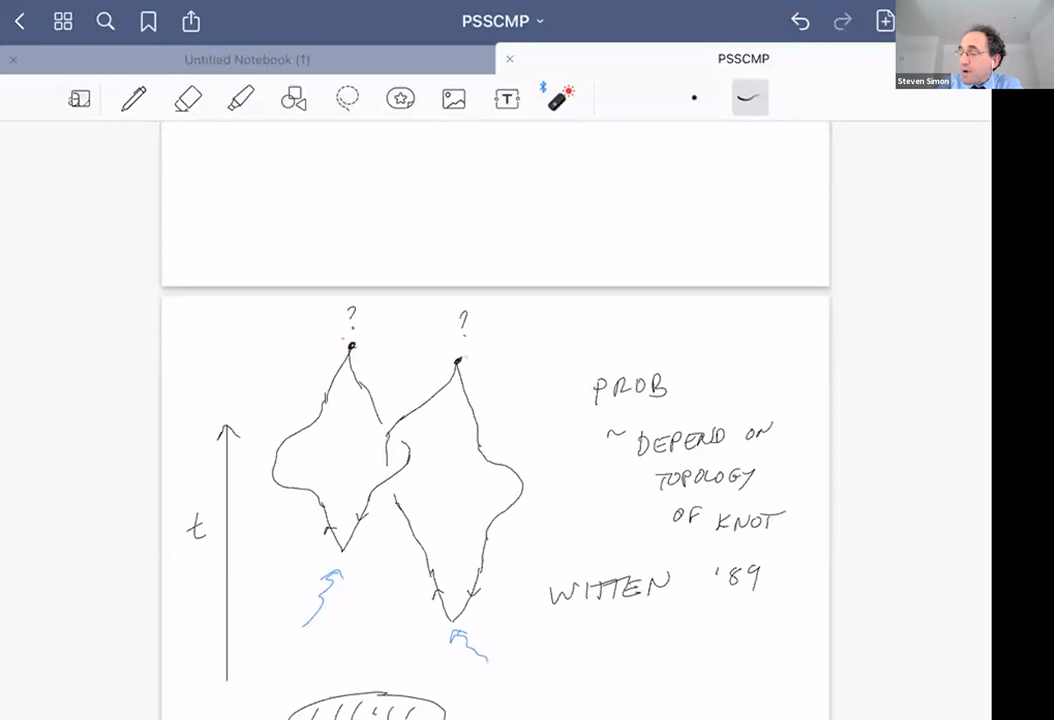 PSSCMP
Untitled Notebook (1)
PSSCMP
Steven Simon
T
?
?
PROB
~ DEPEND ON
TOPOLOGY
OF KNOT
t
WITTEN '89